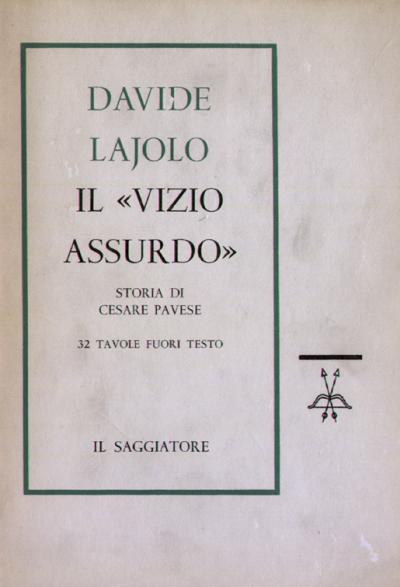 DAVIDE
LAJOLO
IL «VIZIO
ASSURDO»
STORIA DI
CESARE PAVESE
32 TAVOLE FUORI TESTO
IL SAGGIATORE